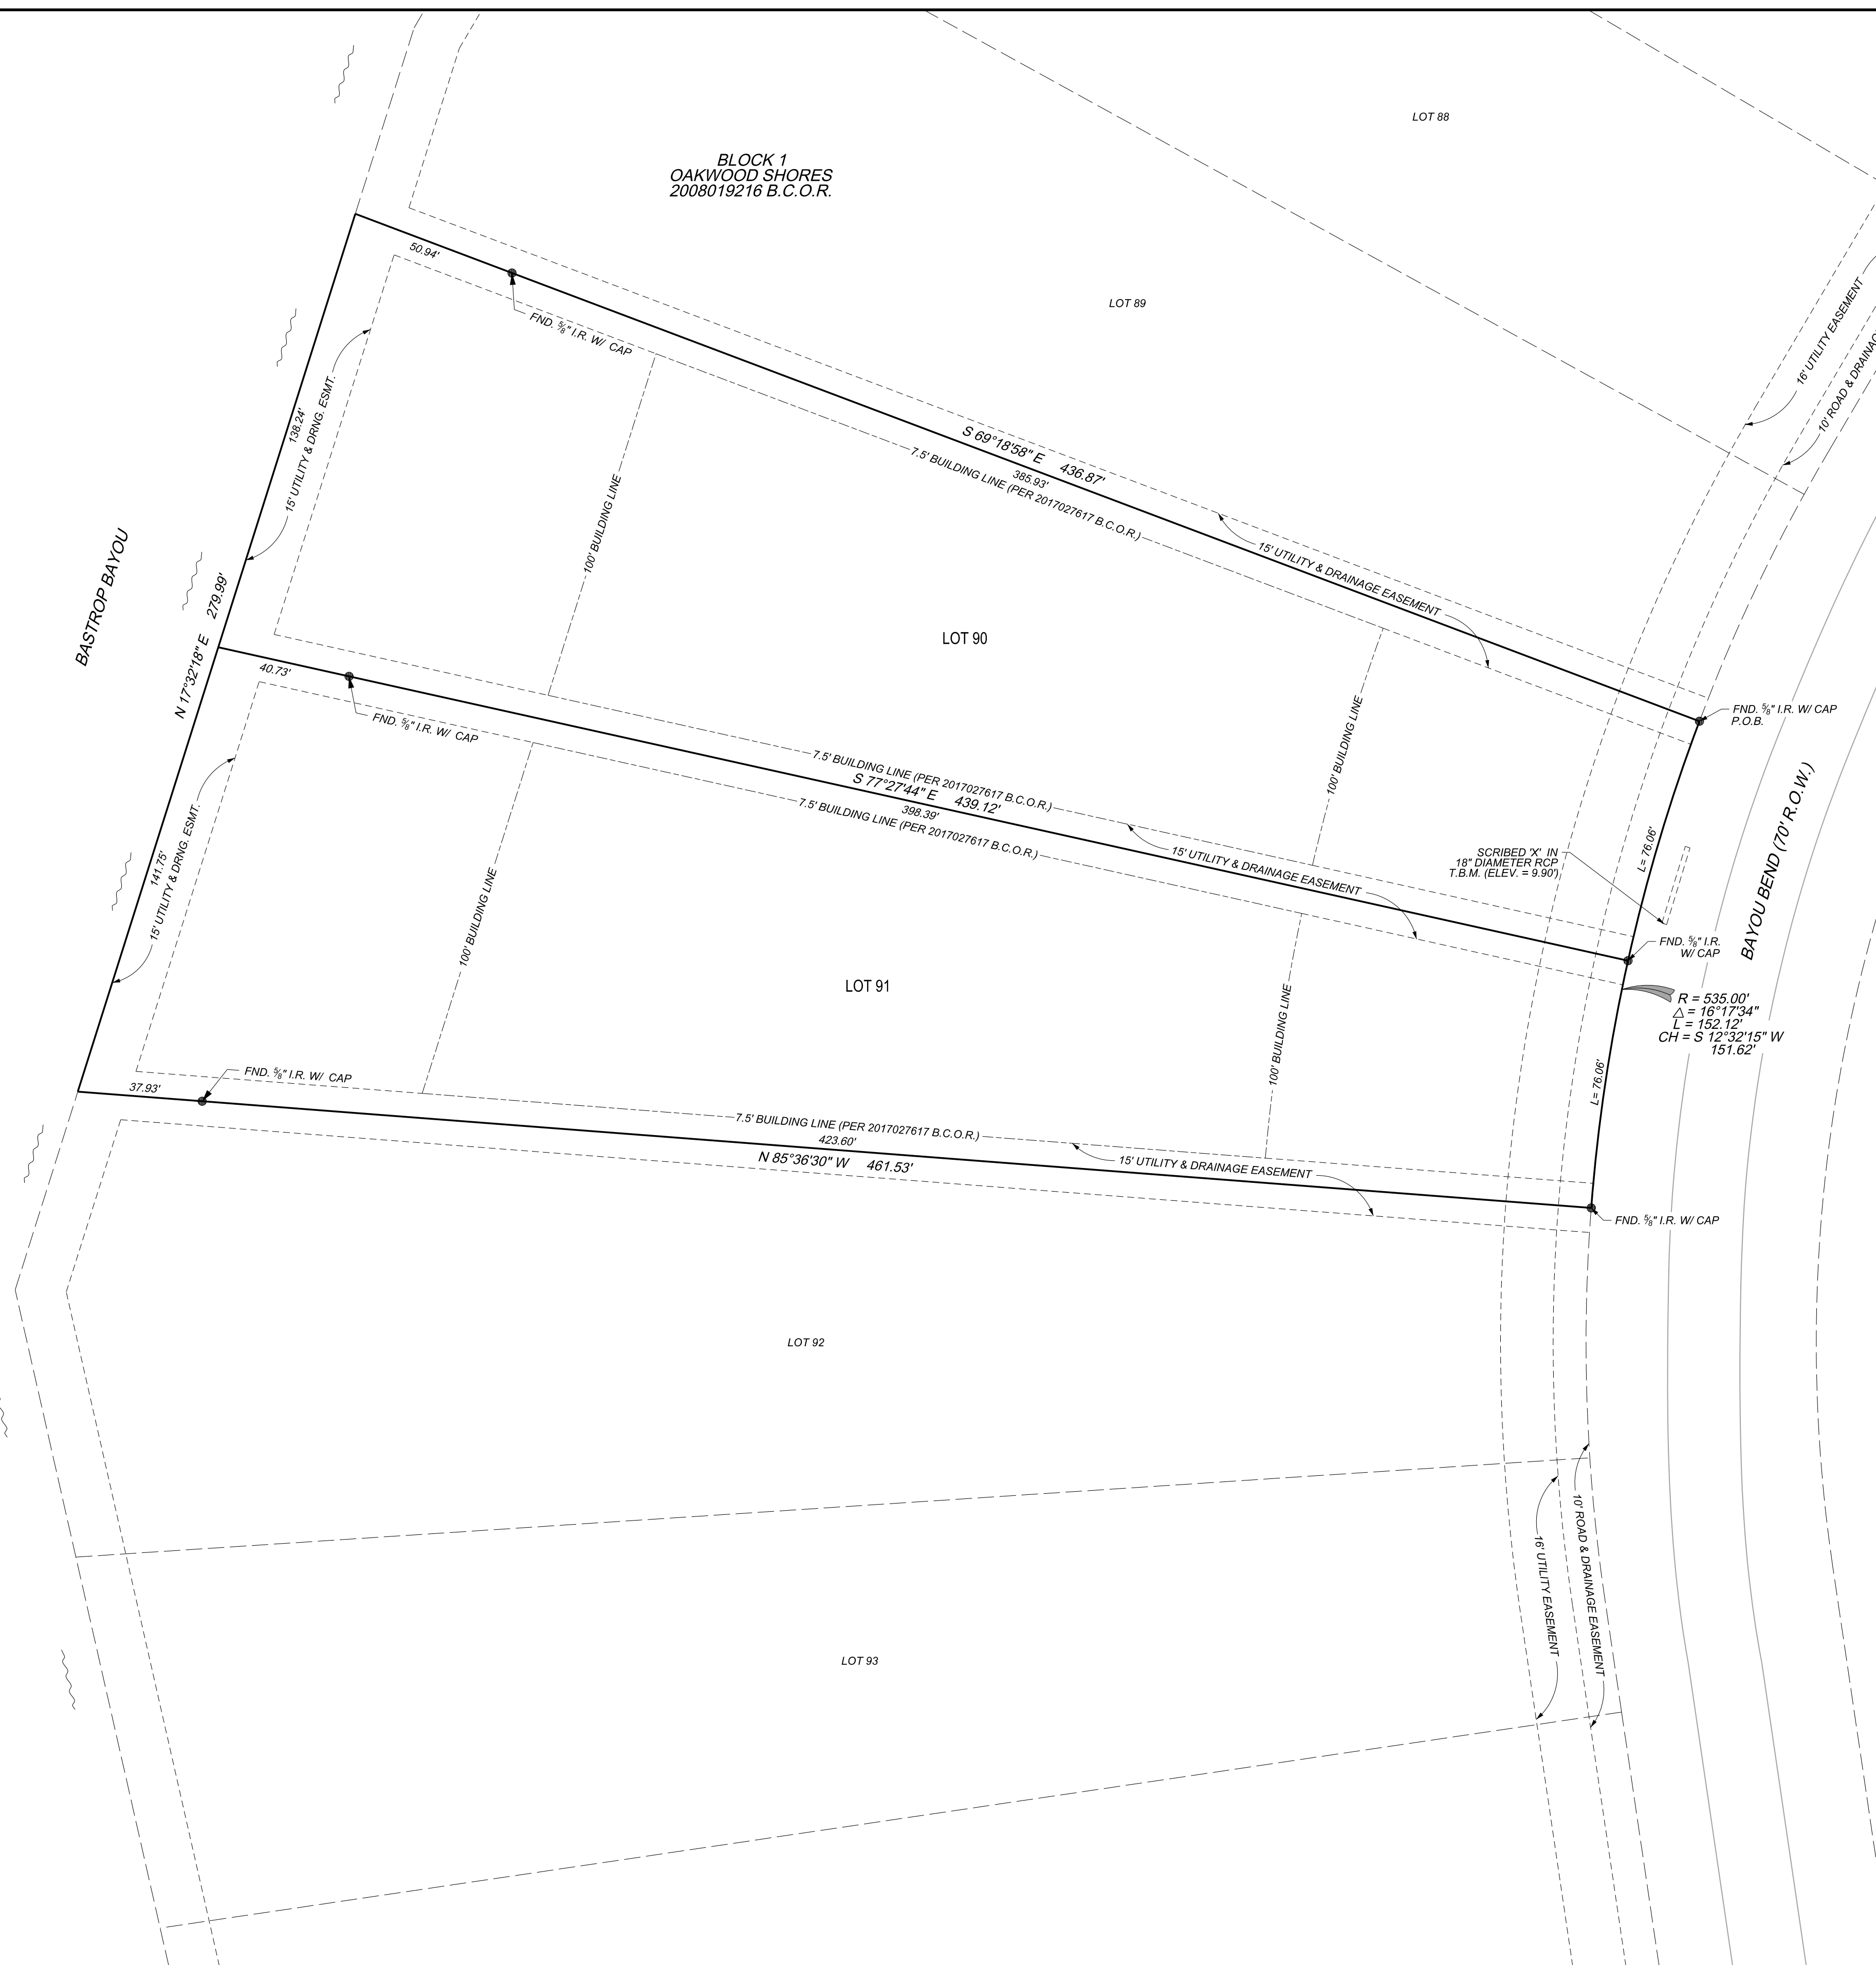 LOT 88
BLOCK 1
OAKWOOD SHORES
2008019216 B.C.O.R.
50.94'
LOT 89
16' UTILITY EASEMENT
10' ROAD & DRAINAG
FND. 5/8" I.R. W/ CAP
138.24'
15' UTILITY & DRNG. ESMT.
S 69°18'58" E 436.87'
385.93'
7.5' BUILDING LINE (PER 2017027617 B.C.O.R.)
100' BUILDING LINE
15' UTILITY & DRAINAGE EASEMENT
BASTROP BAYOU
N 17°32'18" E 279.99'
LOT 90
40.73'
FND. 5/8" I.R. W/ CAP
100' BUILDING LINE
FND. 5/8" I.R. W/ CAP
P.O.B.
7.5' BUILDING LINE (PER 2017027617 B.C.O.R.)
S 77°27'44" E 439.12'
398.39'
7.5' BUILDING LINE (PER 2017027617 B.C.O.R.)
15' UTILITY & DRAINAGE EASEMENT
L= 76.06'
SCRIBED 'X' IN
18" DIAMETER RCP
T.B.M. (ELEV. = 9.90')
BAYOU BEND (70' R.O.W.)
141.75'
15' UTILITY & DRNG. ESMT.
100' BUILDING LINE
FND. 5/8" I.R.
W/ CAP
LOT 91
R = 535.00'
△ = 16°17'34"
L = 152.12'
CH = S 12°32'15" W
151.62'
100' BUILDING LINE
L= 76.06'
37.93'
FND. 5/8" I.R. W/ CAP
7.5' BUILDING LINE (PER 2017027617 B.C.O.R.)
423.60'
N 85°36'30" W 461.53'
15' UTILITY & DRAINAGE EASEMENT
FND. 5/8" I.R. W/ CAP
LOT 92
16' UTILITY EASEMENT
10' ROAD & DRAINAGE EASEMENT
LOT 93